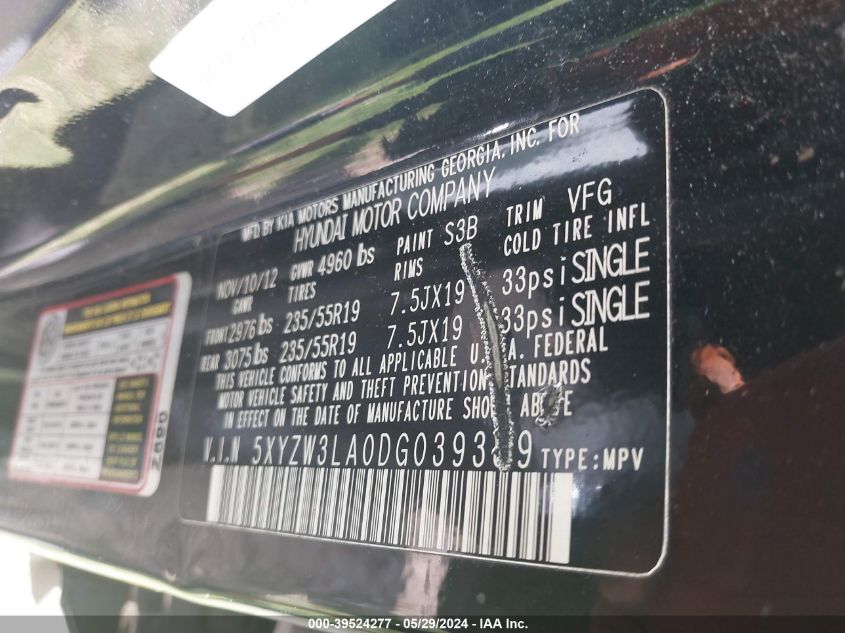 MFD BY KIA MOTORS MANUFACTURING GEORGIA. INC. FOR
HYUNDAI MOTOR COMPANY
NOV/10/12 GVWR 4960 lbs PAINT S3B TRIM VFG
GAWR TIRES RIMS COLD TIRE INFL
FRONT 2976 lbs 235/55R19 7.5JX19 33psi SINGLE
REAR 3075 lbs 235/55R19 7.5JX19 33psi SINGLE
THIS VEHICLE CONFORMS TO ALL APPLICABLE U. A. FEDERAL
MOTOR VEHICLE SAFETY AND THEFT PREVENTION STANDARDS
IN EFFECT ON THE DATE OF MANUFACTURE SHOWN ABOVE
V.I.N 5XYZW3LA0DG0393 9 TYPE:MPV
000-39524277 - 05/29/2024 - IAA Inc.